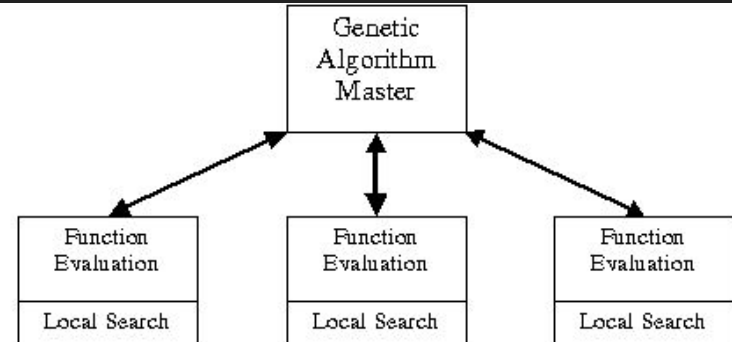 Genetic
Algorithm
Master
Function
Evaluation
Local Search
Function
Evaluation
Local Search
Function
Evaluation
Local Search